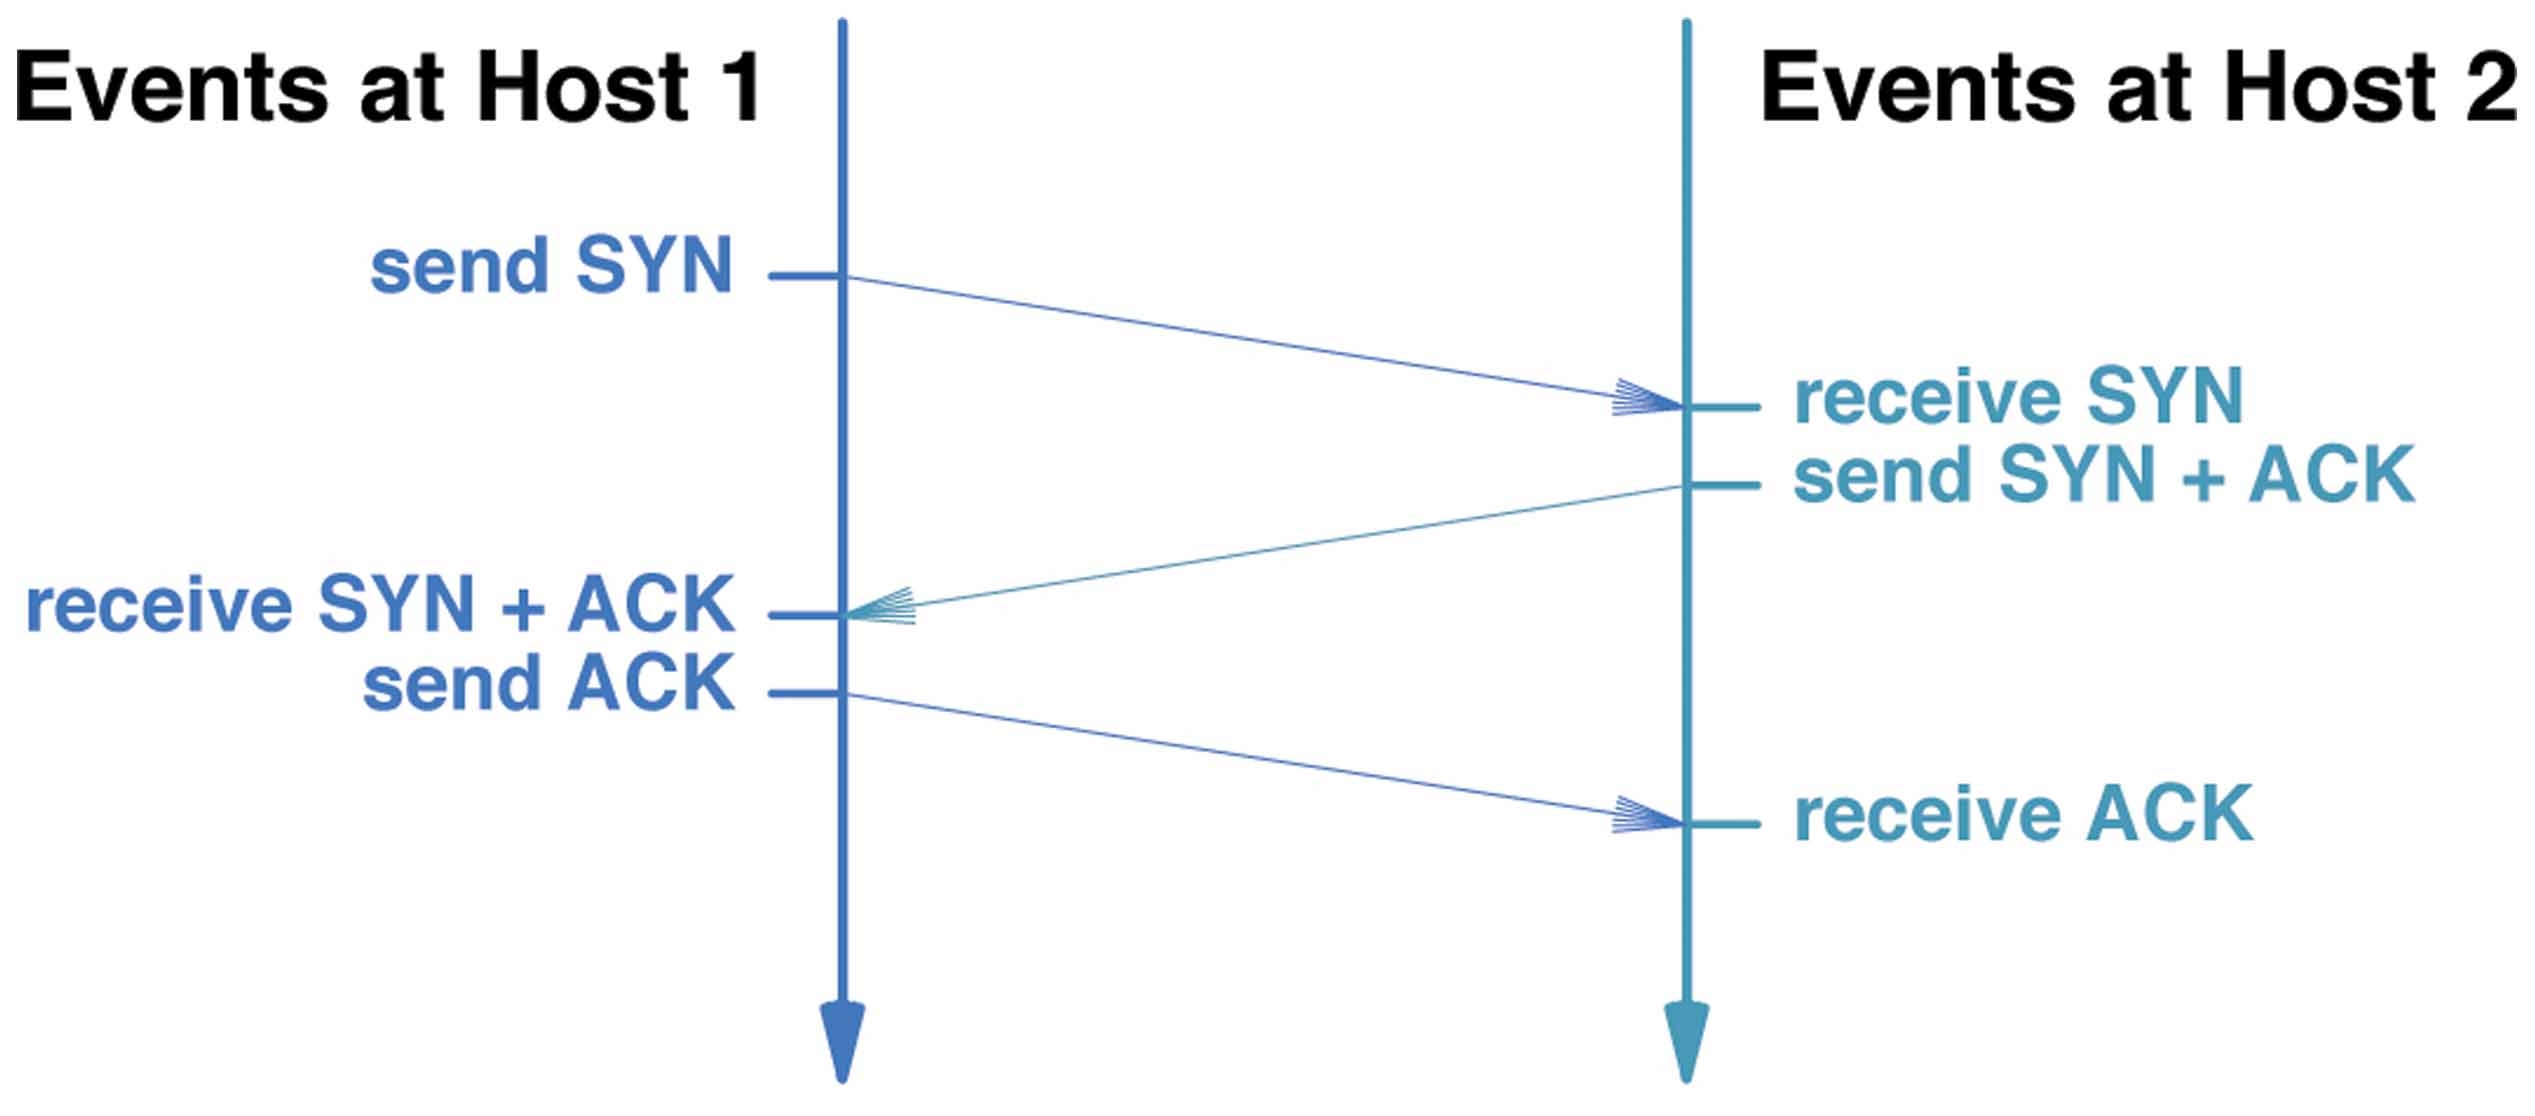 Events at Host 1
Events at Host 2
send SYN
receive SYN
send SYN + ACK
receive SYN + ACK
send ACK
receive ACK